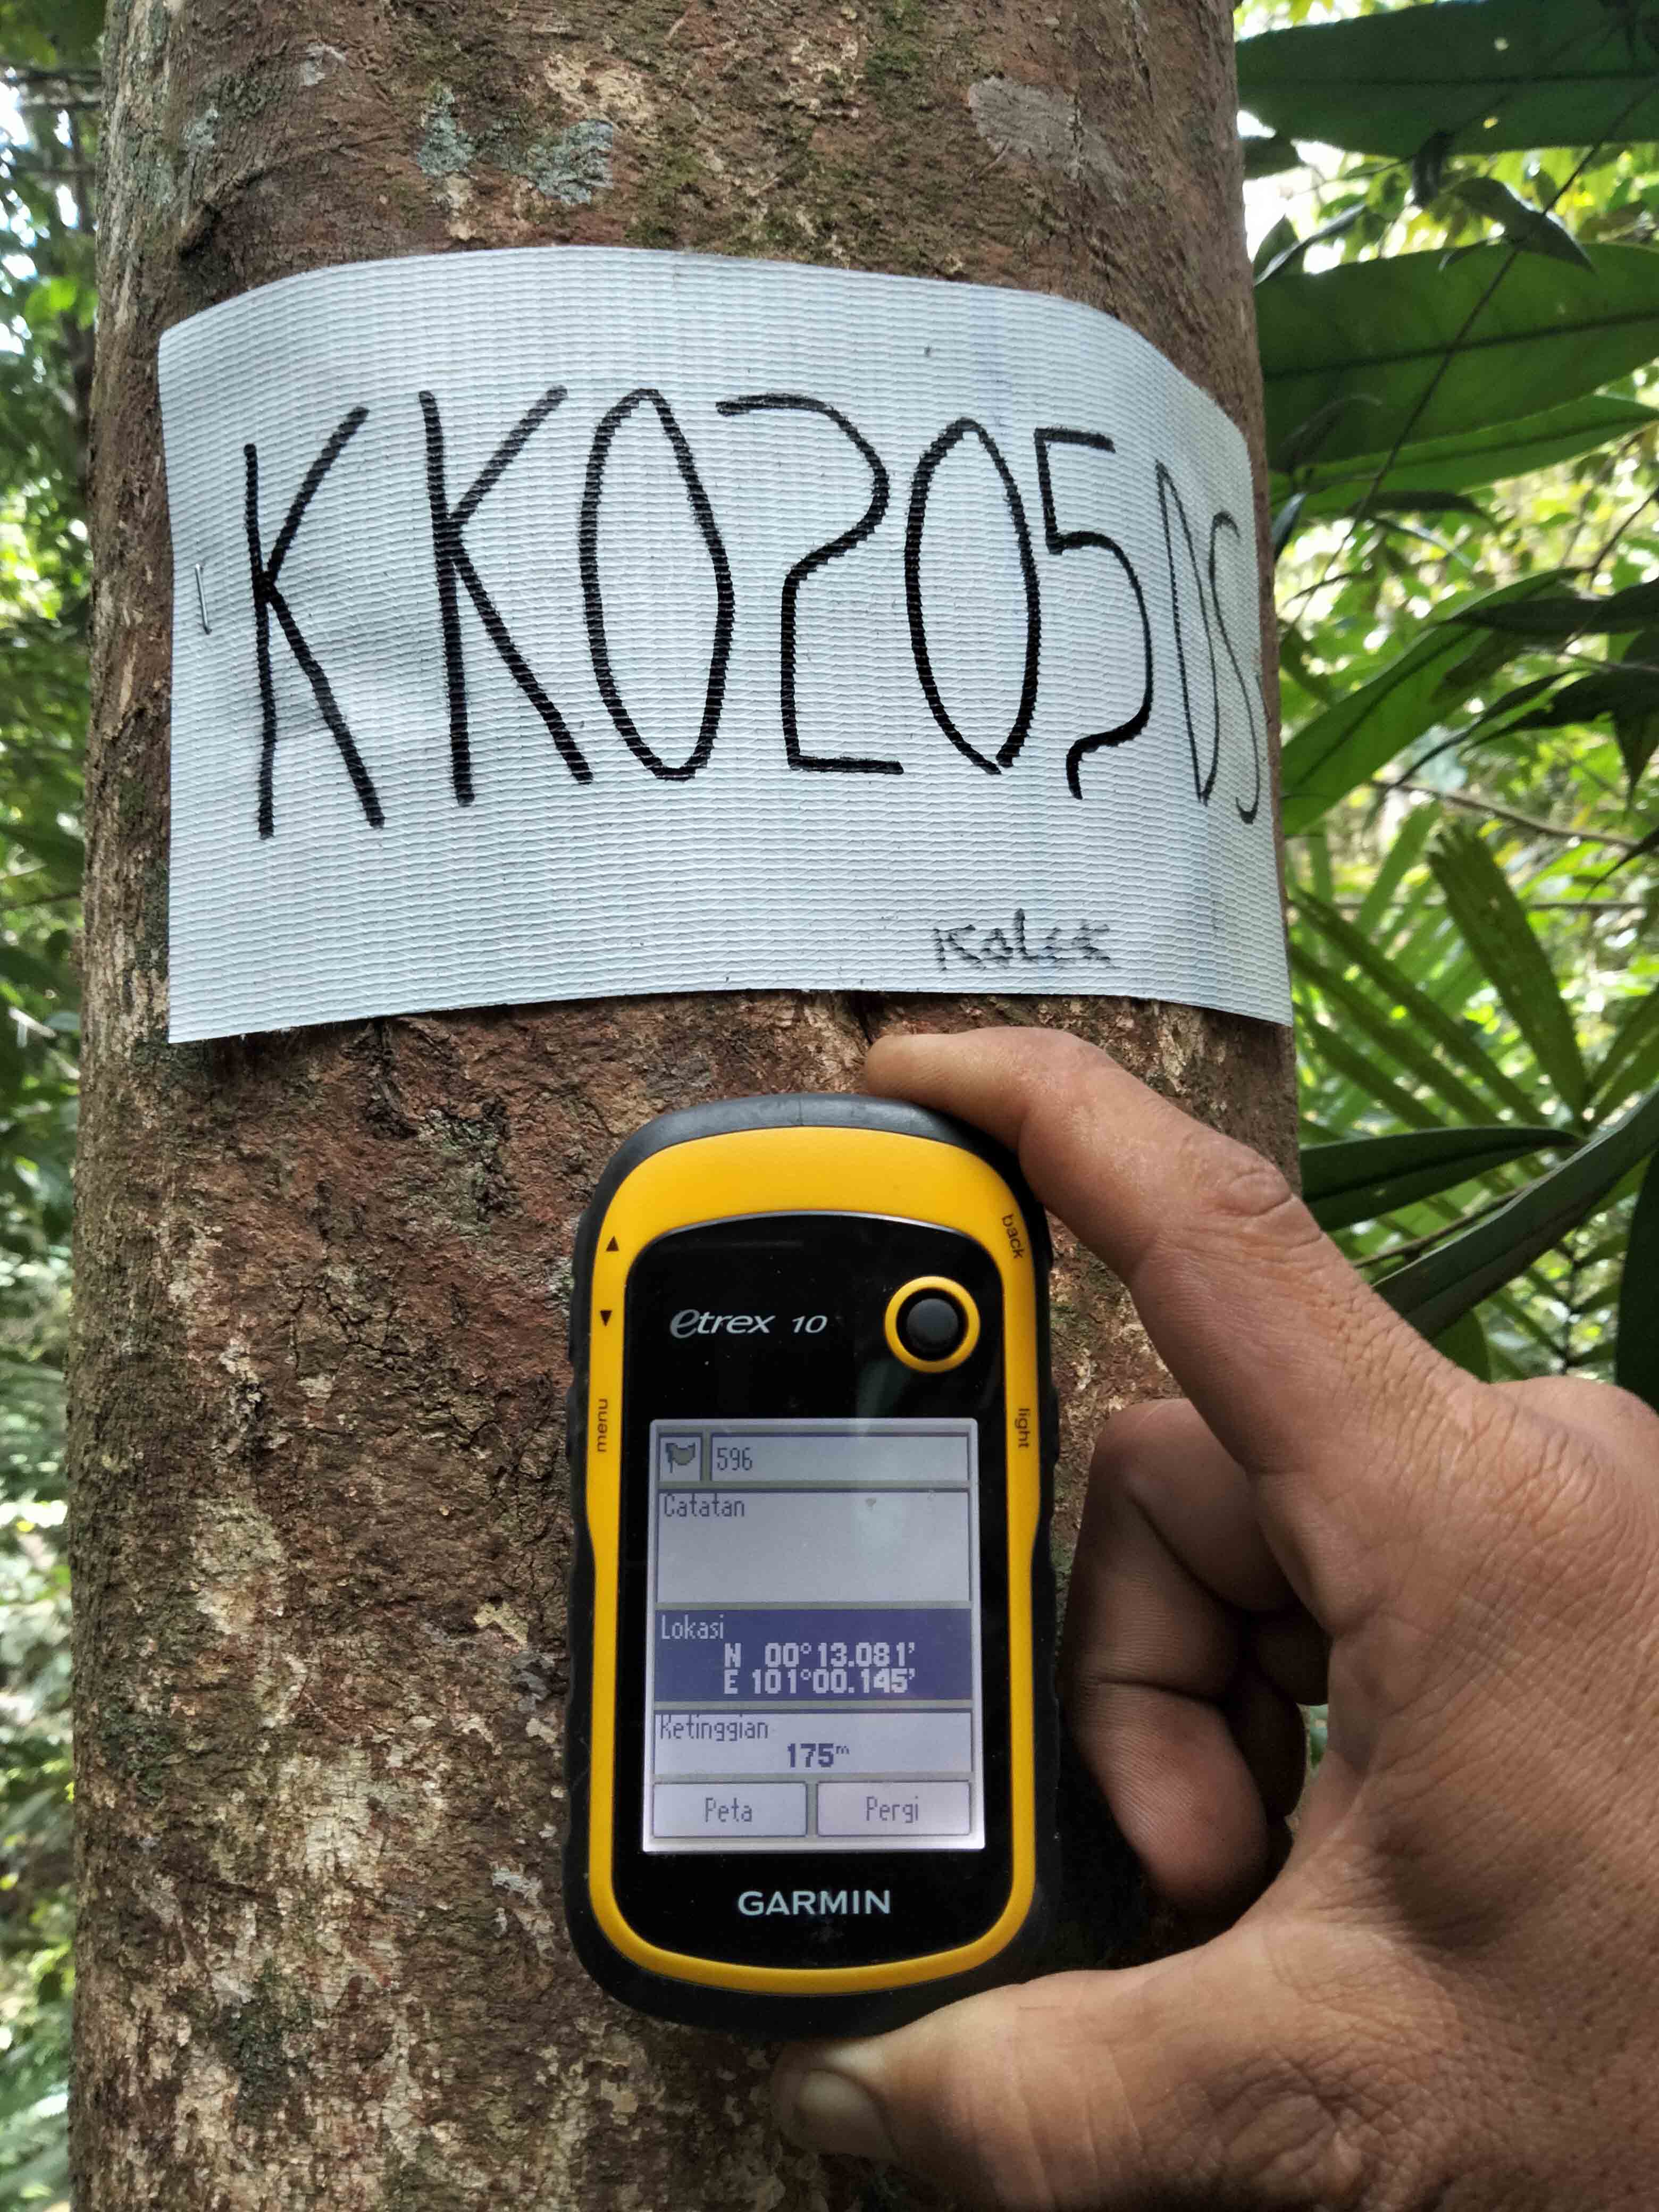 KK0205DS
Kolek
back
etrex 10
menu
light
596
Catatan
Lokasi
N 00°13.081'
E 101°00.145'
Ketinggian
175m
Peta Pergi
GARMIN